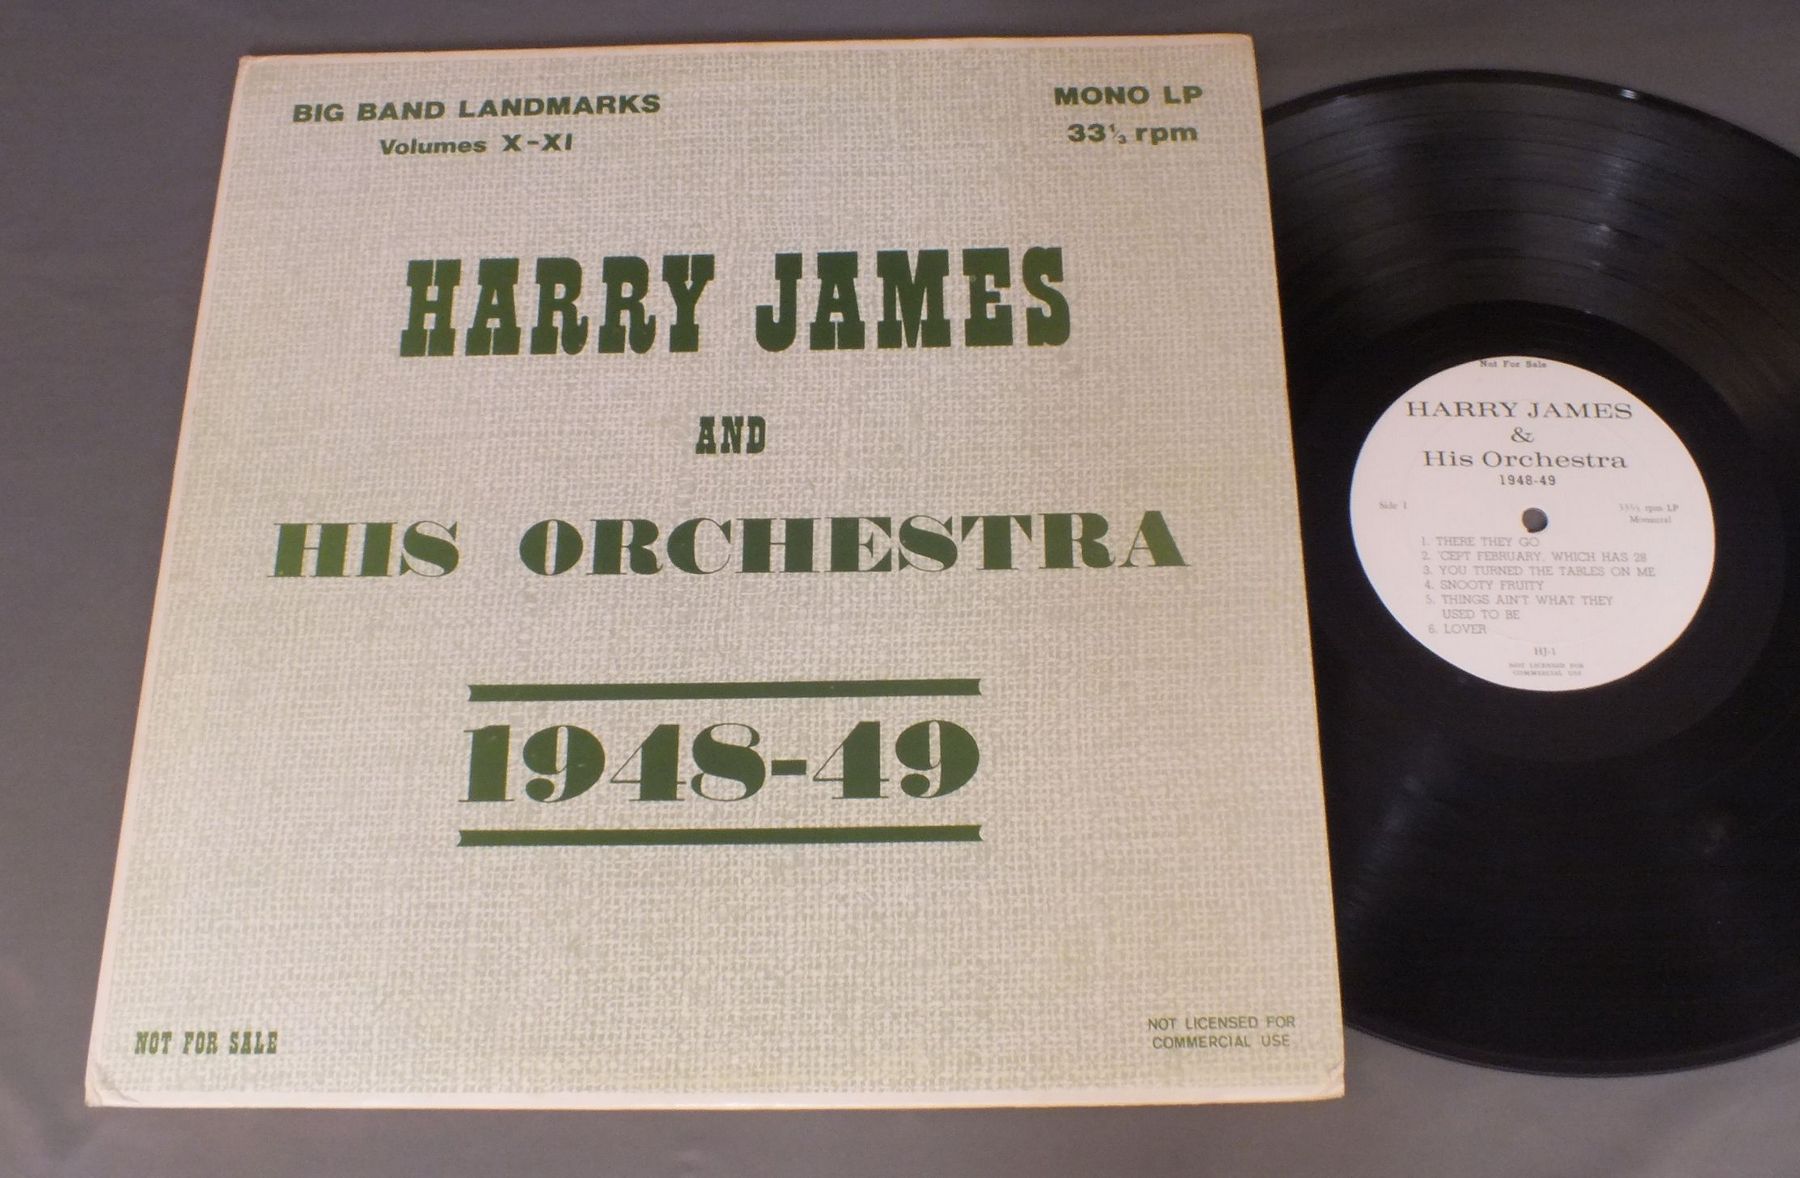 BIG BAND LANDMARKS
Volumes X-XI
MONO LP
33⅓ rpm
HARRY JAMES
AND
HIS ORCHESTRA
1948-49
NOT FOR SALE
NOT LICENSED FOR
COMMERCIAL USE
Not For Sale
HARRY JAMES
&
His Orchestra
1948-49
Side 1
33⅓ rpm LP
Monaural
1. THERE THEY GO
2. 'CEPT FEBRUARY, WHICH HAS 28
3. YOU TURNED THE TABLES ON ME
4. SNOOTY FRUITY
5. THINGS AIN'T WHAT THEY
USED TO BE
6. LOVER
HJ-1
NOT LICENSED FOR
COMMERCIAL USE